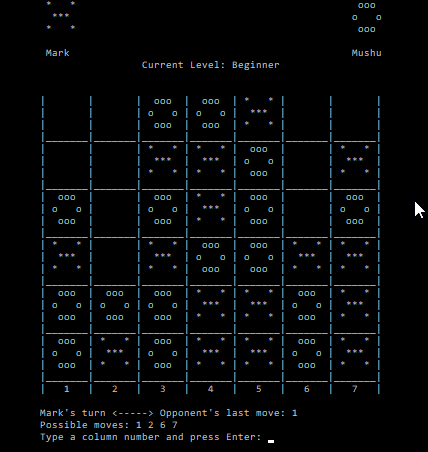 Mark Mushu
Current Level: Beginner
1 2 3 4 5 6 7
Mark's turn <-----> Opponent's last move: 1
Possible moves: 1 2 6 7
Type a column number and press Enter: _